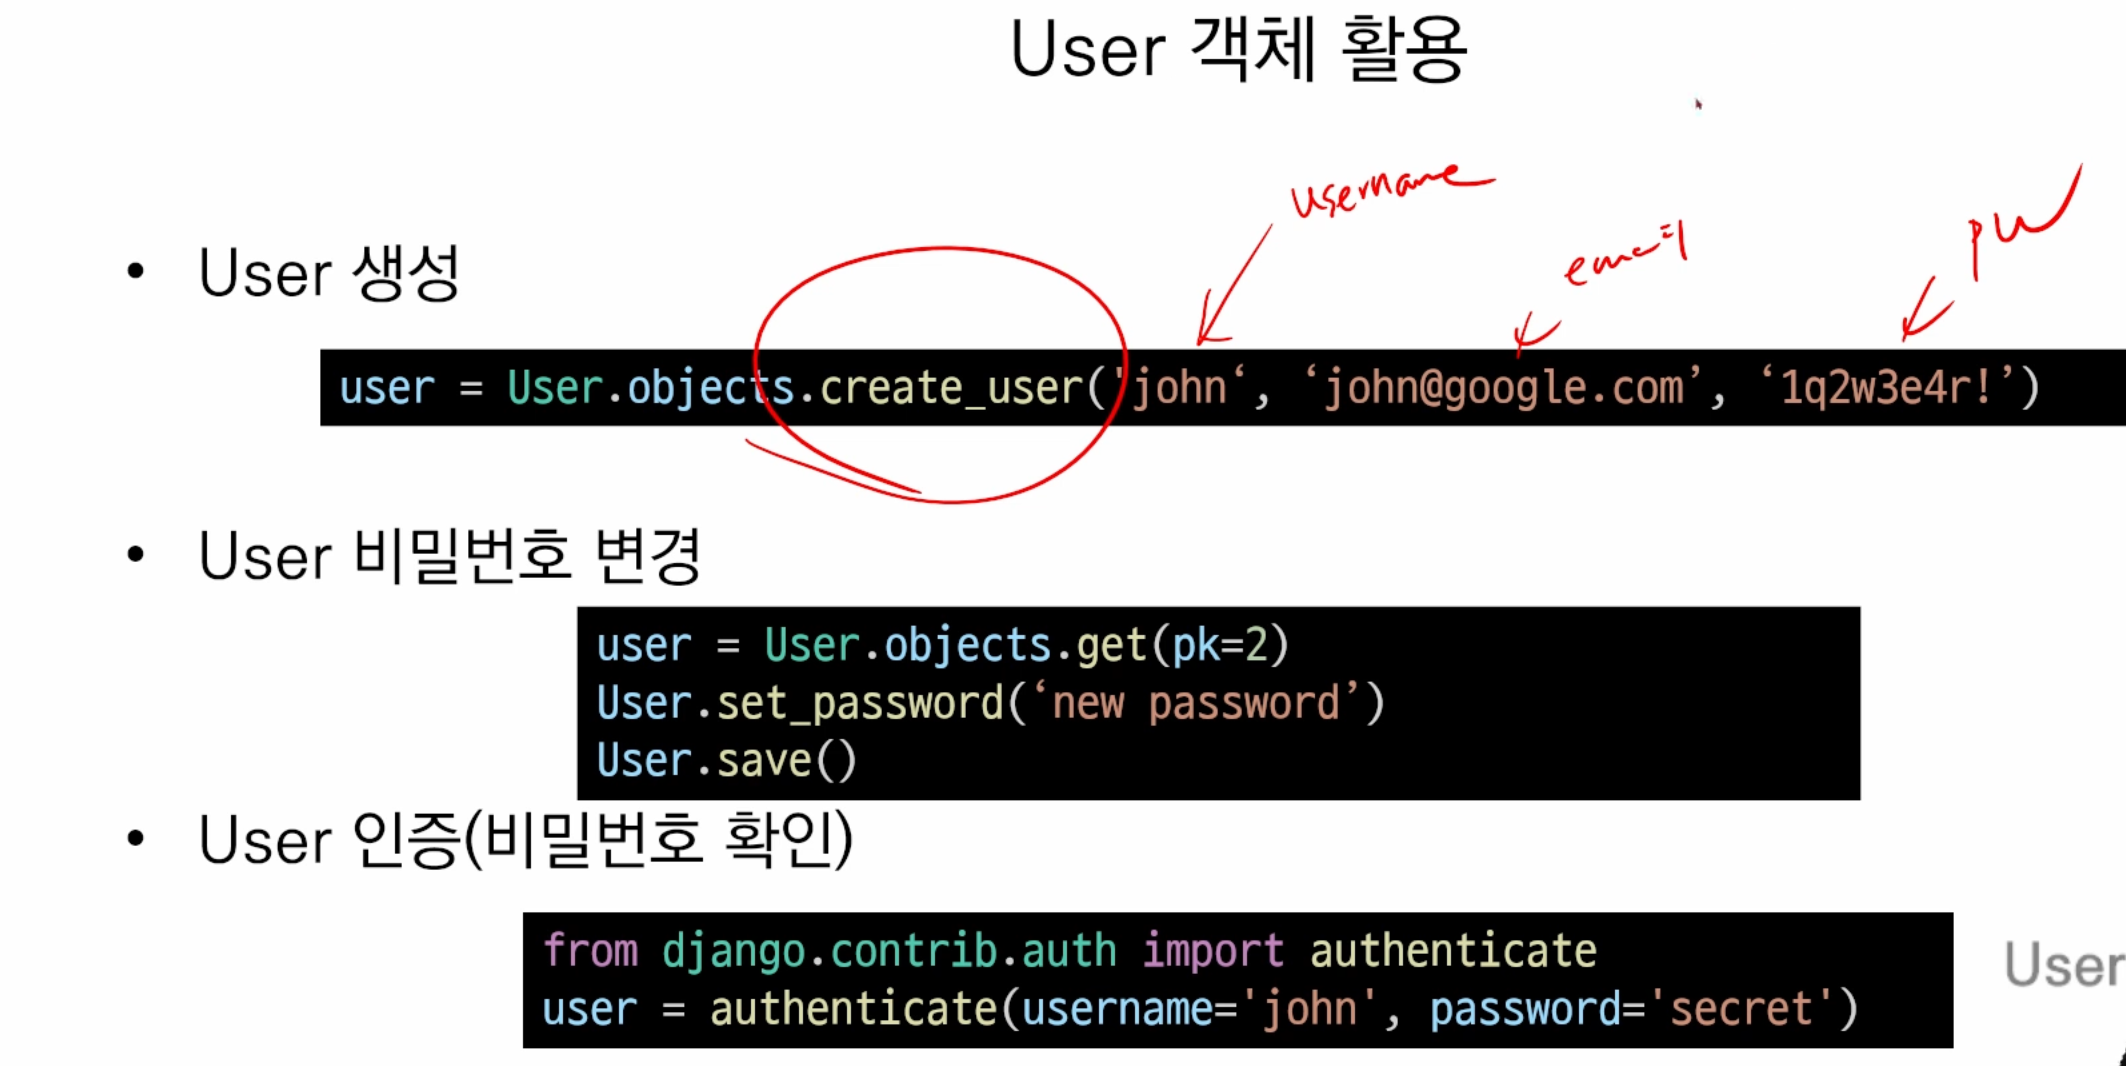 User 객체 활용
username
email
pw
• User 생성
user = User.objects.create_user('john‘, ‘john@google.com’, ‘1q2w3e4r!’)
• User 비밀번호 변경
user = User.objects.get(pk=2)
User.set_password(‘new password’)
User.save()
• User 인증(비밀번호 확인)
from django.contrib.auth import authenticate
user = authenticate(username='john', password='secret')
User